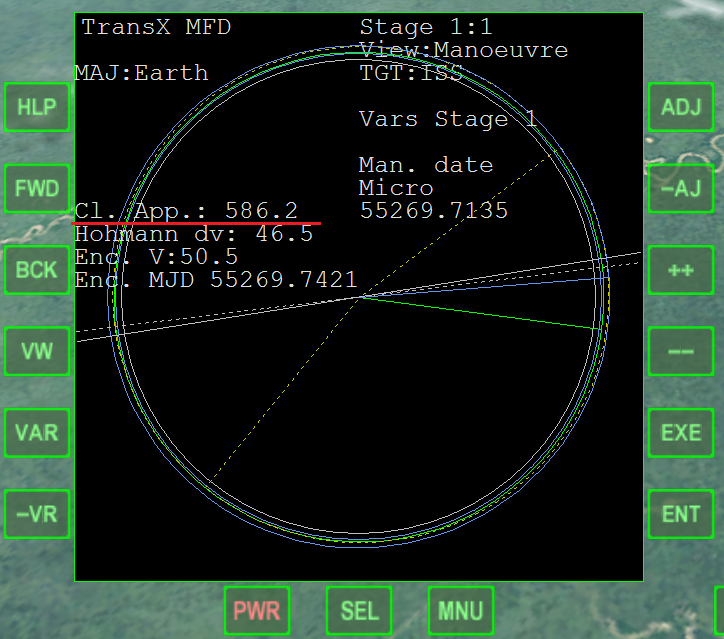 TransX MFD
Stage 1:1
View:Manoeuvre
MAJ:Earth
TGT:ISS
Vars Stage 1
Man. date
Micro
55269.7135
Cl. App.: 586.2
Hohmann dv: 46.5
Enc. V:50.5
Enc. MJD 55269.7421
HLP
FWD
BCK
VW
VAR
-VR
ADJ
-AJ
++
--
EXE
ENT
PWR
SEL
MNU